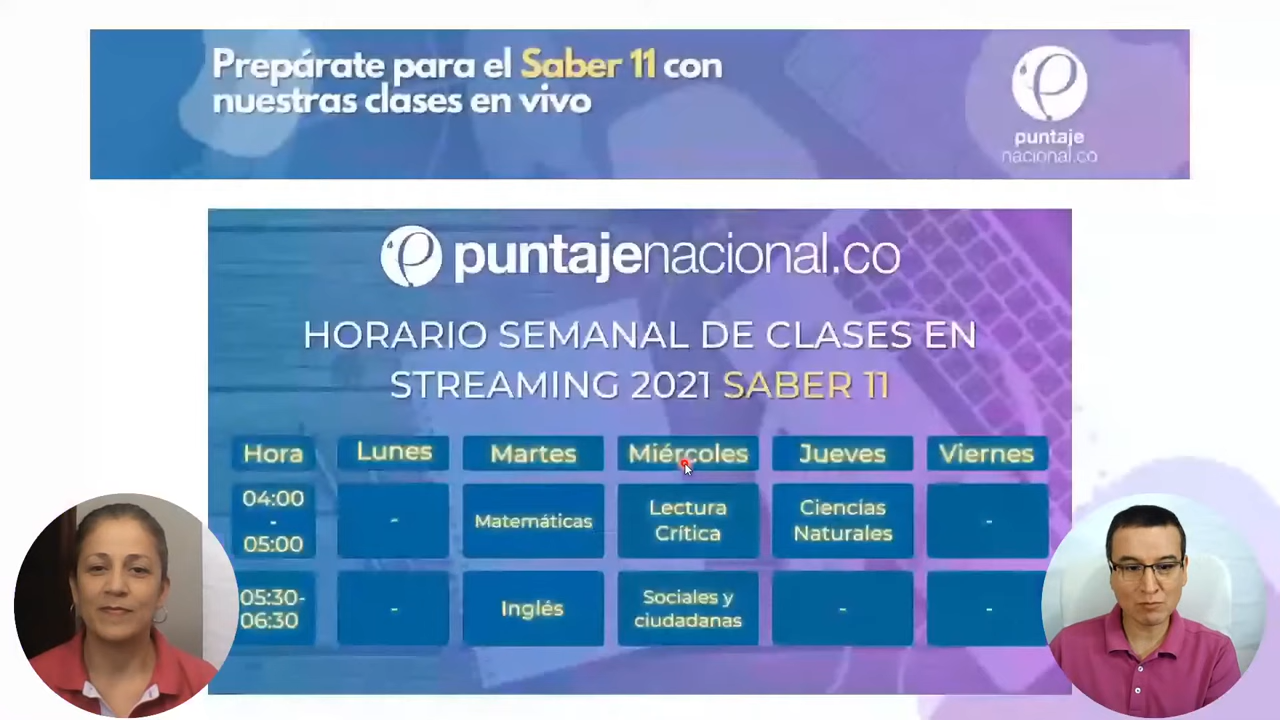 Prepárate para el Saber 11 con
nuestras clases en vivo
puntaje
nacional.co
puntajenacional.co
HORARIO SEMANAL DE CLASES EN
STREAMING 2021 SABER 11
Hora Lunes Martes Miércoles Jueves Viernes
04:00
-
05:00
-
Matemáticas
Lectura
Crítica
Ciencias
Naturales
-
05:30-
06:30
-
Inglés
Sociales y
ciudadanas
-
-